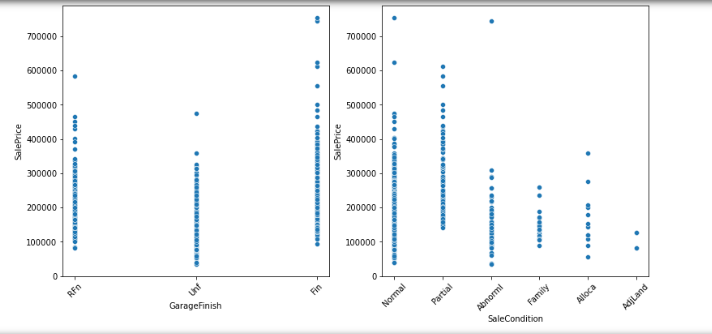 700000
600000
500000
400000
300000
200000
100000
0
SalePrice
RFn
Unf
Fin
GarageFinish
700000
600000
500000
400000
300000
200000
100000
0
SalePrice
Normal
Partial
Abnorml
Family
Alloca
AdjLand
SaleCondition